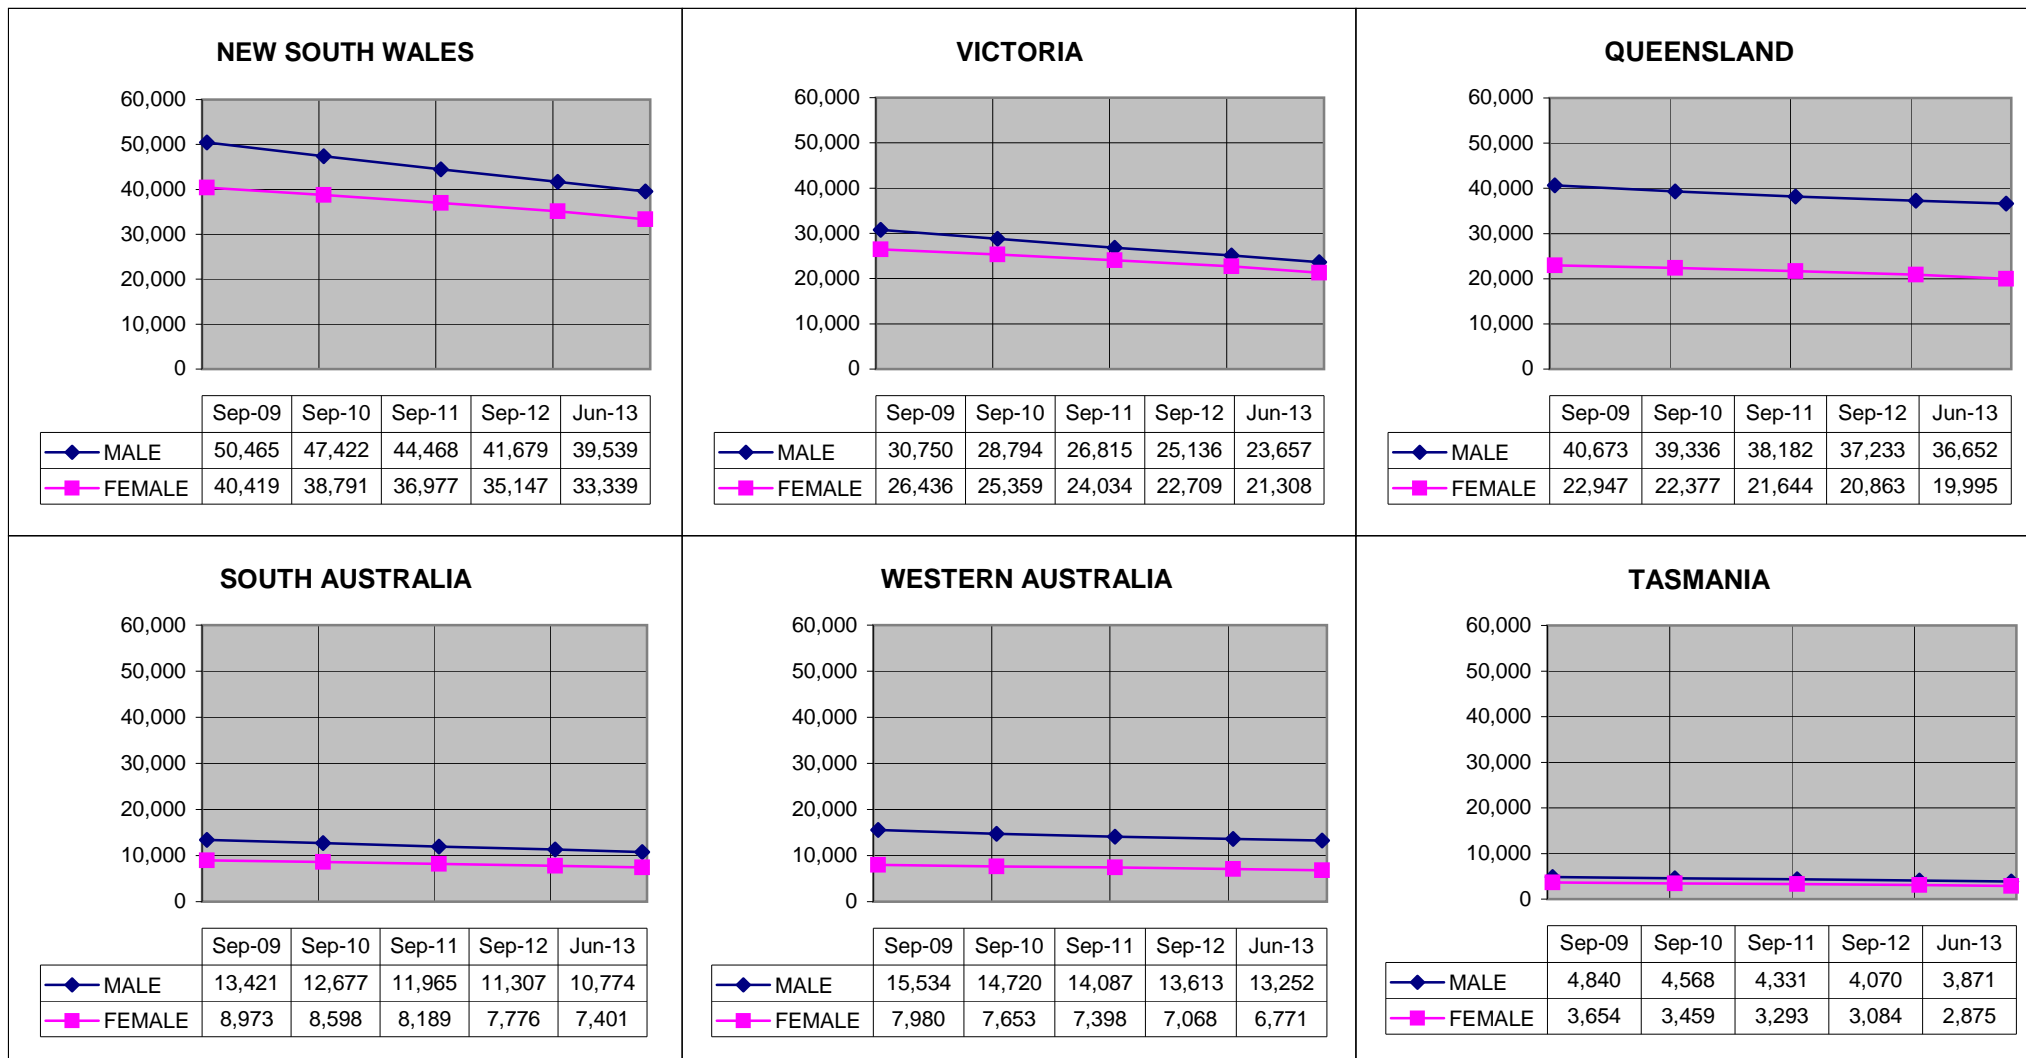 NEW SOUTH WALES
60,000
50,000
40,000
30,000
20,000
10,000
0
Sep-09 Sep-10 Sep-11 Sep-12 Jun-13
MALE 50,465 47,422 44,468 41,679 39,539
FEMALE 40,419 38,791 36,977 35,147 33,339
VICTORIA
60,000
50,000
40,000
30,000
20,000
10,000
0
Sep-09 Sep-10 Sep-11 Sep-12 Jun-13
MALE 30,750 28,794 26,815 25,136 23,657
FEMALE 26,436 25,359 24,034 22,709 21,308
QUEENSLAND
60,000
50,000
40,000
30,000
20,000
10,000
0
Sep-09 Sep-10 Sep-11 Sep-12 Jun-13
MALE 40,673 39,336 38,182 37,233 36,652
FEMALE 22,947 22,377 21,644 20,863 19,995
SOUTH AUSTRALIA
60,000
50,000
40,000
30,000
20,000
10,000
0
Sep-09 Sep-10 Sep-11 Sep-12 Jun-13
MALE 13,421 12,677 11,965 11,307 10,774
FEMALE 8,973 8,598 8,189 7,776 7,401
WESTERN AUSTRALIA
60,000
50,000
40,000
30,000
20,000
10,000
0
Sep-09 Sep-10 Sep-11 Sep-12 Jun-13
MALE 15,534 14,720 14,087 13,613 13,252
FEMALE 7,980 7,653 7,398 7,068 6,771
TASMANIA
60,000
50,000
40,000
30,000
20,000
10,000
0
Sep-09 Sep-10 Sep-11 Sep-12 Jun-13
MALE 4,840 4,568 4,331 4,070 3,871
FEMALE 3,654 3,459 3,293 3,084 2,875